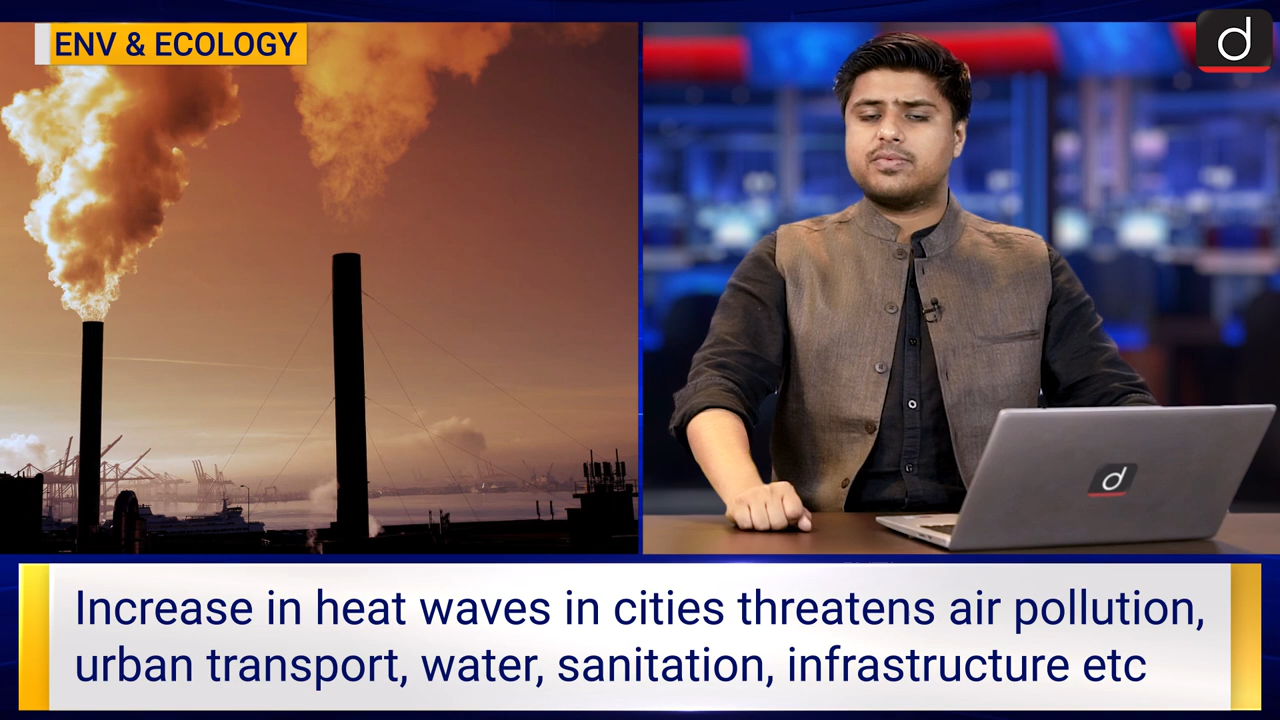 ENV & ECOLOGY
d
d
Increase in heat waves in cities threatens air pollution,
urban transport, water, sanitation, infrastructure etc